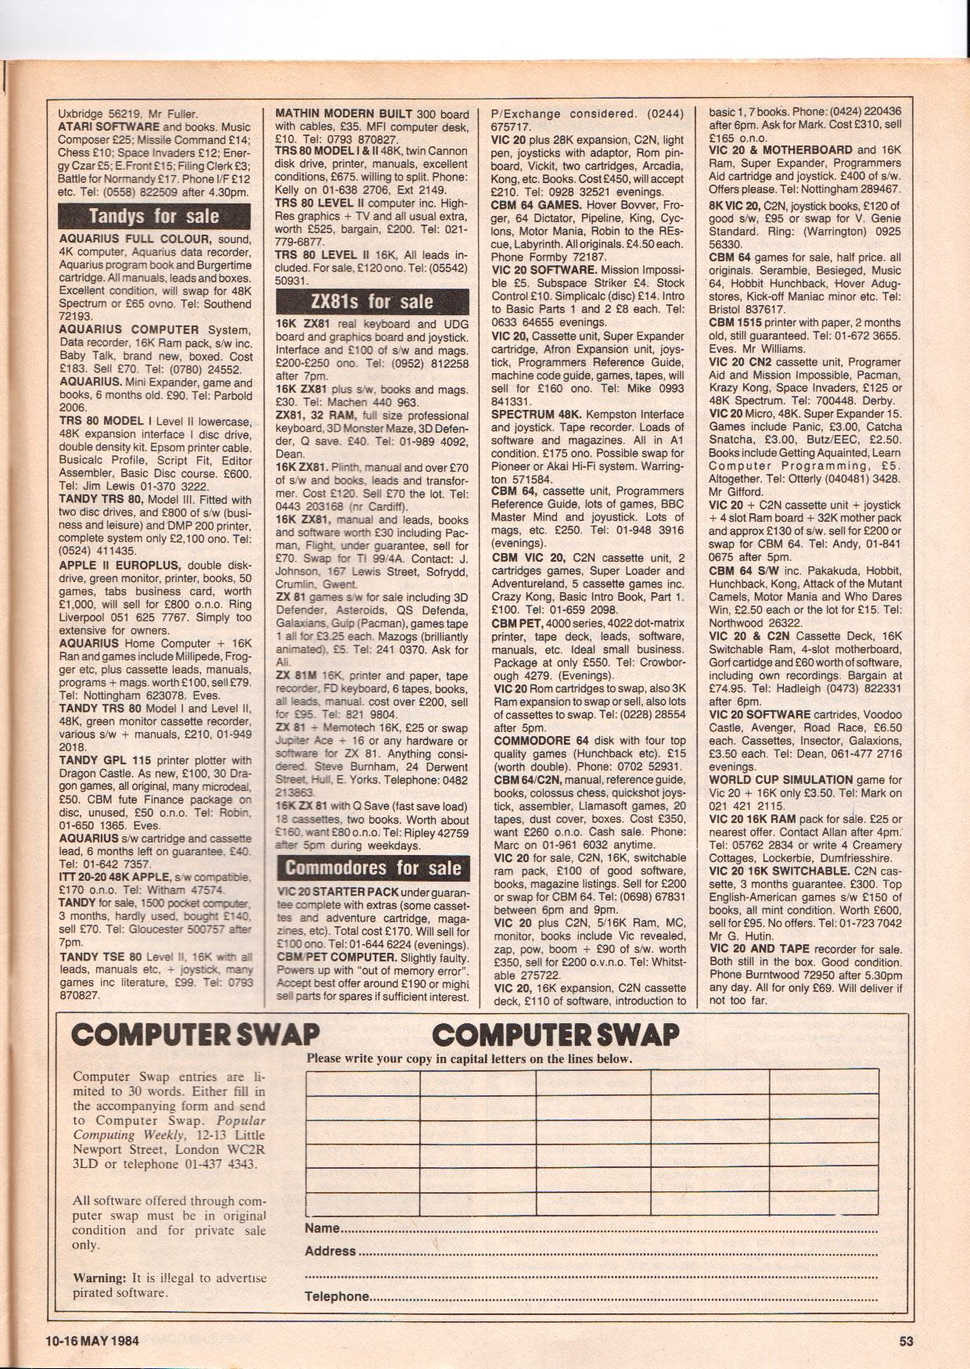 Uxbridge 56219, Mr Fuller.
ATARI SOFTWARE and books. Music
Composer £25; Missile Command £14;
Chess £10; Space Invaders £12; Ener-
gy Czar £5; E.Front £15; Filing Clerk £3;
Battle for Normandy £17. Phone I/F £12
etc. Tel: (0558) 822509 after 4.30pm.
Tandys for sale
AQUARIUS FULL COLOUR, sound,
4K computer, Aquarius data recorder,
Aquarius program book and Burgertime
cartridge. All manuals, leads and boxes.
Excellent condition, will swap for 48K
Spectrum or £65 ovno. Tel: Southend
72193.
AQUARIUS COMPUTER System,
Data recorder, 16K Ram pack, s/w inc.
Baby Talk, brand new, boxed. Cost
£183. Sell £70. Tel: (0780) 24552.
AQUARIUS. Mini Expander, game and
books, 6 months old. £90. Tel: Parbold
2006.
TRS 80 MODEL I Level II lowercase,
48K expansion interface I disc drive,
double density kit. Epsom printer cable.
Busicalc Profile, Script Fit, Editor
Assembler, Basic Disc course. £600.
Tel: Jim Lewis 01-370 3222.
TANDY TRS 80, Model III. Fitted with
two disc drives, and £800 of s/w (busi-
ness and leisure) and DMP 200 printer,
complete system only £2,100 ono. Tel:
(0524) 411435.
APPLE II EUROPLUS, double disk-
drive, green monitor, printer, books, 50
games, tabs business card, worth
£1,000, will sell for £800 o.n.o. Ring
Liverpool 051 625 7767. Simply too
extensive for owners.
AQUARIUS Home Computer + 16K
Ran and games include Millipede, Frog-
ger etc, plus cassette leads, manuals,
programs + mags. worth £100, sell £79.
Tel: Nottingham 623078. Eves.
TANDY TRS 80 Model I and Level II,
48K, green monitor cassette recorder,
various s/w + manuals, £210, 01-949
2018.
TANDY GPL 115 printer plotter with
Dragon Castle. As new, £100, 30 Dra-
gon games, all original, many microdeal,
£50. CBM fute Finance package on
disc, unused, £50 o.n.o. Tel: Robin,
01-650 1365. Eves.
AQUARIUS s/w cartridge and cassette
lead, 6 months left on guarantee, £40.
Tel: 01-642 7357.
ITT 20-20 48K APPLE, s/w compatible,
£170 o.n.o. Tel: Witham 47574.
TANDY for sale, 1500 pocket computer,
3 months, hardly used, bought £140,
sell £70. Tel: Gloucester 500757 after
7pm.
TANDY TSE 80 Level II, 16K with all
leads, manuals etc, + joystick, many
games inc literature, £99. Tel: 0793
870827.
MATHIN MODERN BUILT 300 board
with cables, £35. MFI computer desk,
£10. Tel: 0793 870827.
TRS 80 MODEL I & II 48K, twin Cannon
disk drive, printer, manuals, excellent
conditions, £675. willing to split. Phone:
Kelly on 01-638 2706, Ext 2149.
TRS 80 LEVEL II computer inc. High-
Res graphics + TV and all usual extra,
worth £525, bargain, £200. Tel: 021-
779-6877.
TRS 80 LEVEL II 16K, All leads in-
cluded. For sale, £120 ono. Tel: (05542)
50931.
ZX81s for sale
16K ZX81 real keyboard and UDG
board and graphics board and joystick.
Interface and £100 of s/w and mags.
£200-£250 ono. Tel: (0952) 812258
after 7pm.
16K ZX81 plus s/w, books and mags.
£30. Tel: Machen 440 963.
ZX81, 32 RAM, full size professional
keyboard, 3D Monster Maze, 3D Defen-
der, Q save. £40. Tel: 01-989 4092,
Dean.
16K ZX81. Plinth, manual and over £70
of s/w and books, leads and transfor-
mer. Cost £120. Sell £70 the lot. Tel:
0443 203168 (nr Cardiff).
16K ZX81, manual and leads, books
and software worth £30 including Pac-
man, Flight, under guarantee, sell for
£70. Swap for TI 99/4A. Contact: J.
Johnson, 167 Lewis Street, Sofrydd,
Crumlin, Gwent.
ZX 81 games s/w for sale including 3D
Defender, Asteroids, QS Defenda,
Galaxians, Gulp (Pacman), games tape
1 all for £3.25 each. Mazogs (brilliantly
animated), £5. Tel: 241 0370. Ask for
Ali.
ZX 81M 16K, printer and paper, tape
recorder, FD keyboard, 6 tapes, books,
all leads, manual. cost over £200, sell
for £95. Tel: 821 9804.
ZX 81 + Memotech 16K, £25 or swap
Jupiter Ace + 16 or any hardware or
software for ZX 81. Anything consi-
dered. Steve Burnham, 24 Derwent
Street, Hull, E. Yorks. Telephone: 0482
213863.
16K ZX 81 with Q Save (fast save load)
18 cassettes, two books. Worth about
£160, want £80 o.n.o. Tel: Ripley 42759
after 5pm during weekdays.
Commodores for sale
VIC 20 STARTER PACK under guaran-
tee complete with extras (some casset-
tes and adventure cartridge, maga-
zines, etc). Total cost £170. Will sell for
£100 ono. Tel: 01-644 6224 (evenings).
CBM/PET COMPUTER. Slightly faulty.
Powers up with "out of memory error".
Accept best offer around £190 or might
sell parts for spares if sufficient interest.
P/Exchange considered. (0244)
675717.
VIC 20 plus 28K expansion, C2N, light
pen, joysticks with adaptor, Rom pin-
board, Vickit, two cartridges, Arcadia,
Kong, etc. Books. Cost £450, will accept
£210. Tel: 0928 32521 evenings.
CBM 64 GAMES. Hover Bovver, Fro-
ger, 64 Dictator, Pipeline, King, Cyc-
lons, Motor Mania, Robin to the REs-
cue, Labyrinth. All originals. £4.50 each.
Phone Formby 72187.
VIC 20 SOFTWARE. Mission Impossi-
ble £5. Subspace Striker £4. Stock
Control £10. Simplicalc (disc) £14. Intro
to Basic Parts 1 and 2 £8 each. Tel:
0633 64655 evenings.
VIC 20, Cassette unit, Super Expander
cartridge, Afron Expansion unit, joys-
tick, Programmers Reference Guide,
machine code guide, games, tapes, will
sell for £160 ono. Tel: Mike 0993
841331.
SPECTRUM 48K. Kempston Interface
and joystick. Tape recorder. Loads of
software and magazines. All in A1
condition. £175 ono. Possible swap for
Pioneer or Akai Hi-Fi system. Warring-
ton 571584.
CBM 64, cassette unit, Programmers
Reference Guide, lots of games, BBC
Master Mind and joystick. Lots of
mags, etc. £250. Tel: 01-948 3916
(evenings).
CBM VIC 20, C2N cassette unit, 2
cartridges games, Super Loader and
Adventureland, 5 cassette games inc.
Crazy Kong, Basic Intro Book, Part 1.
£100. Tel: 01-659 2098.
CBM PET, 4000 series, 4022 dot-matrix
printer, tape deck, leads, software,
manuals, etc. Ideal small business.
Package at only £550. Tel: Crowbor-
ough 4279. (Evenings).
VIC 20 Rom cartridges to swap, also 3K
Ram expansion to swap or sell, also lots
of cassettes to swap. Tel: (0228) 28554
after 5pm.
COMMODORE 64 disk with four top
quality games (Hunchback etc). £15
(worth double). Phone: 0702 52931.
CBM 64/C2N, manual, reference guide,
books, colossus chess, quickshot joys-
tick, assembler, Llamasoft games, 20
tapes, dust cover, boxes. Cost £350,
want £260 o.n.o. Cash sale. Phone:
Marc on 01-961 6032 anytime.
VIC 20 for sale, C2N, 16K, switchable
ram pack, £100 of good software,
books, magazine listings. Sell for £200
or swap for CBM 64. Tel: (0698) 67831
between 6pm and 9pm.
VIC 20 plus C2N, 5/16K Ram, MC,
monitor, books include Vic revealed,
zap, pow, boom + £90 of s/w. worth
£350, sell for £200 o.v.n.o. Tel: Whitst-
able 275722.
VIC 20, 16K expansion, C2N cassette
deck, £110 of software, introduction to
basic 1, 7 books. Phone: (0424) 220436
after 6pm. Ask for Mark. Cost £310, sell
£165 o.n.o.
VIC 20 & MOTHERBOARD and 16K
Ram, Super Expander, Programmers
Aid cartridge and joystick. £400 of s/w.
Offers please. Tel: Nottingham 289467.
8K VIC 20, C2N, joystick books, £120 of
good s/w, £95 or swap for V. Genie
Standard. Ring: (Warrington) 0925
56330.
CBM 64 games for sale, half price. all
originals. Seramble, Besieged, Music
64, Hobbit Hunchback, Hover Adug-
stores, Kick-off Maniac minor etc. Tel:
Bristol 837617.
CBM 1515 printer with paper, 2 months
old, still guaranteed. Tel: 01-672 3655.
Eves. Mr Williams.
VIC 20 CN2 cassette unit, Programer
Aid and Mission Impossible, Pacman,
Krazy Kong, Space Invaders, £125 or
48K Spectrum. Tel: 700448. Derby.
VIC 20 Micro, 48K. Super Expander 15.
Games include Panic, £3.00, Catcha
Snatcha, £3.00, Butz/EEC, £2.50.
Books include Getting Aquainted, Learn
Computer Programming, £5.
Altogether. Tel: Otterly (040481) 3428.
Mr Gifford.
VIC 20 + C2N cassette unit + joystick
+ 4 slot Ram board + 32K mother pack
and approx £130 of s/w. sell for £200 or
swap for CBM 64. Tel: Andy, 01-841
0675 after 5pm.
CBM 64 S/W inc. Pakakuda, Hobbit,
Hunchback, Kong, Attack of the Mutant
Camels, Motor Mania and Who Dares
Win, £2.50 each or the lot for £15. Tel:
Northwood 26322.
VIC 20 & C2N Cassette Deck, 16K
Switchable Ram, 4-slot motherboard,
Gorf cartidge and £60 worth of software,
including own recordings. Bargain at
£74.95. Tel: Hadleigh (0473) 822331
after 6pm.
VIC 20 SOFTWARE cartrides, Voodoo
Castle, Avenger, Road Race, £6.50
each. Cassettes, Insector, Galaxions,
£3.50 each. Tel: Dean, 061-477 2716
evenings.
WORLD CUP SIMULATION game for
Vic 20 + 16K only £3.50. Tel: Mark on
021 421 2115.
VIC 20 16K RAM pack for sale. £25 or
nearest offer. Contact Allan after 4pm.
Tel: 05762 2834 or write 4 Creamery
Cottages, Lockerbie, Dumfriesshire.
VIC 20 16K SWITCHABLE. C2N cas-
sette, 3 months guarantee. £300. Top
English-American games s/w £150 of
books, all mint condition. Worth £600,
sell for £95. No offers. Tel: 01-723 7042
Mr G. Hutin.
VIC 20 AND TAPE recorder for sale.
Both still in the box. Good condition.
Phone Burntwood 72950 after 5.30pm
any day. All for only £69. Will deliver if
not too far.
COMPUTER SWAP
COMPUTER SWAP
Please write your copy in capital letters on the lines below.
Computer Swap entries are li-
mited to 30 words. Either fill in
the accompanying form and send
to Computer Swap. Popular
Computing Weekly, 12-13 Little
Newport Street, London WC2R
3LD or telephone 01-437 4343.
All software offered through com-
puter swap must be in original
condition and for private sale
only.
Warning: It is illegal to advertise
pirated software.
Name
Address
Telephone
10-16 MAY 1984
53